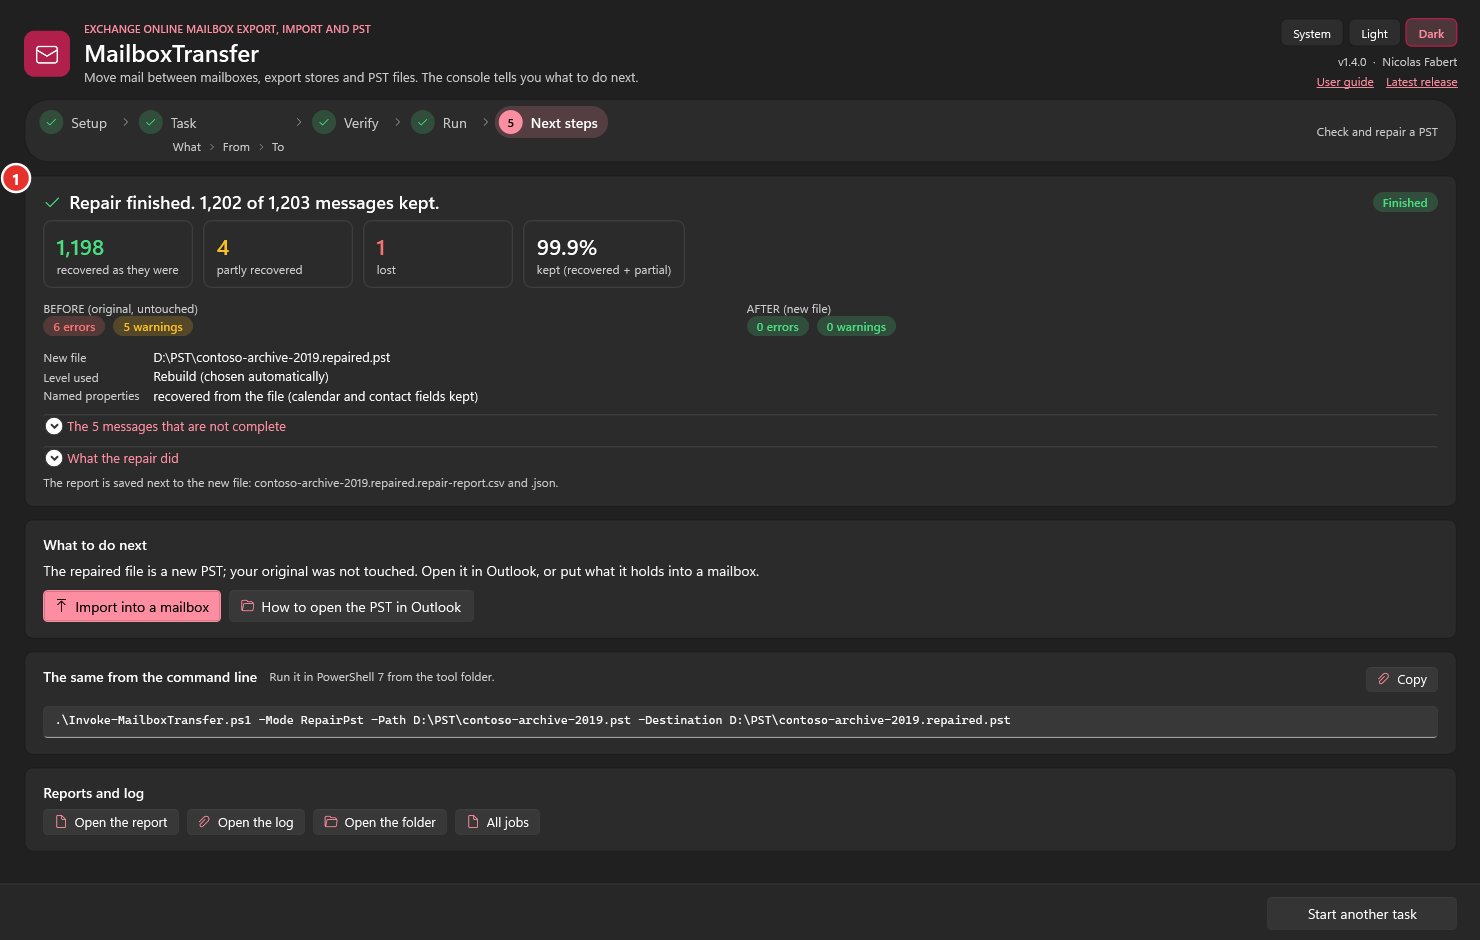 EXCHANGE ONLINE MAILBOX EXPORT, IMPORT AND PST
MailboxTransfer
Move mail between mailboxes, export stores and PST files. The console tells you what to do next.
System
Light
Dark
v1.4.0 · Nicolas Fabert
User guide
Latest release
Setup
Task
Verify
Run
5 Next steps
What > From > To
Check and repair a PST
1
Repair finished. 1,202 of 1,203 messages kept.
Finished
1,198
recovered as they were
4
partly recovered
1
lost
99.9%
kept (recovered + partial)
BEFORE (original, untouched)
6 errors
5 warnings
AFTER (new file)
0 errors
0 warnings
New file D:\PST\contoso-archive-2019.repaired.pst
Level used Rebuild (chosen automatically)
Named properties recovered from the file (calendar and contact fields kept)
The 5 messages that are not complete
What the repair did
The report is saved next to the new file: contoso-archive-2019.repaired.repair-report.csv and .json.
What to do next
The repaired file is a new PST; your original was not touched. Open it in Outlook, or put what it holds into a mailbox.
Import into a mailbox
How to open the PST in Outlook
The same from the command line Run it in PowerShell 7 from the tool folder.
Copy
.\Invoke-MailboxTransfer.ps1 -Mode RepairPst -Path D:\PST\contoso-archive-2019.pst -Destination D:\PST\contoso-archive-2019.repaired.pst
Reports and log
Open the report
Open the log
Open the folder
All jobs
Start another task